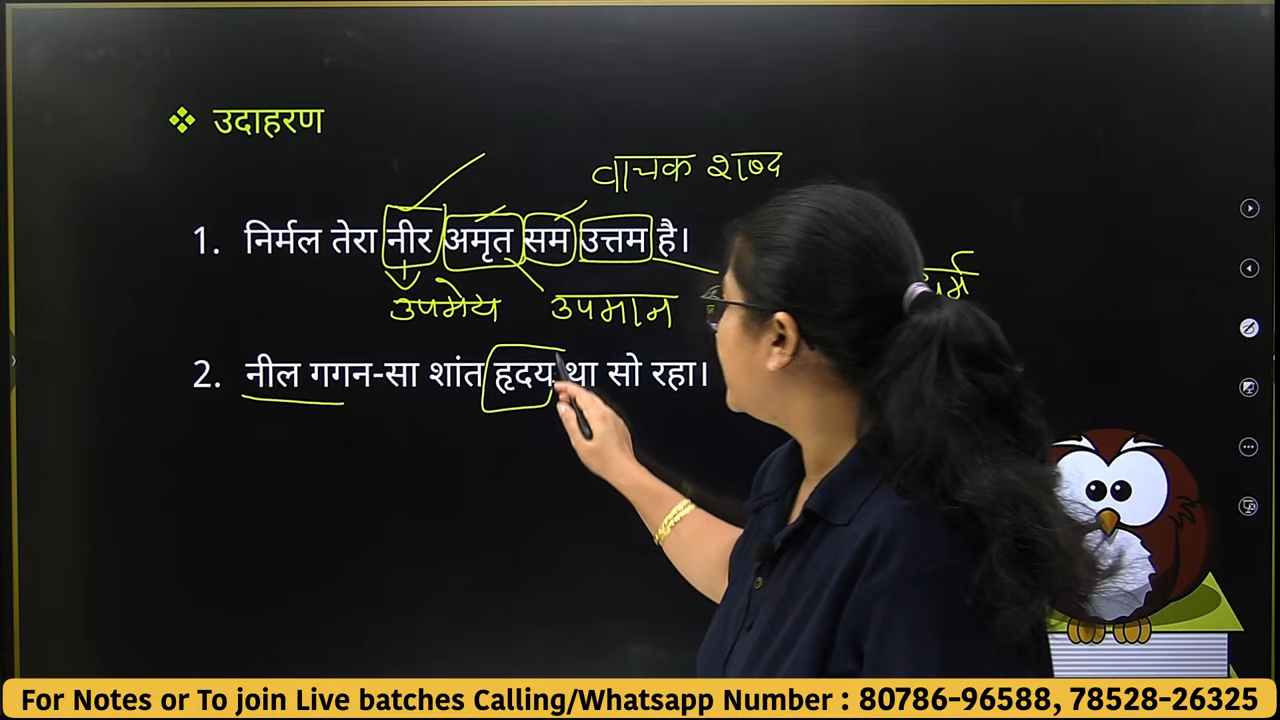 ❖ उदाहरण
वाचक शब्द
1. निर्मल तेरा नीर अमृत सम उत्तम है।
उपमेय उपमान
2. नील गगन-सा शांत हृदय था सो रहा।
For Notes or To join Live batches Calling/Whatsapp Number : 80786-96588, 78528-26325